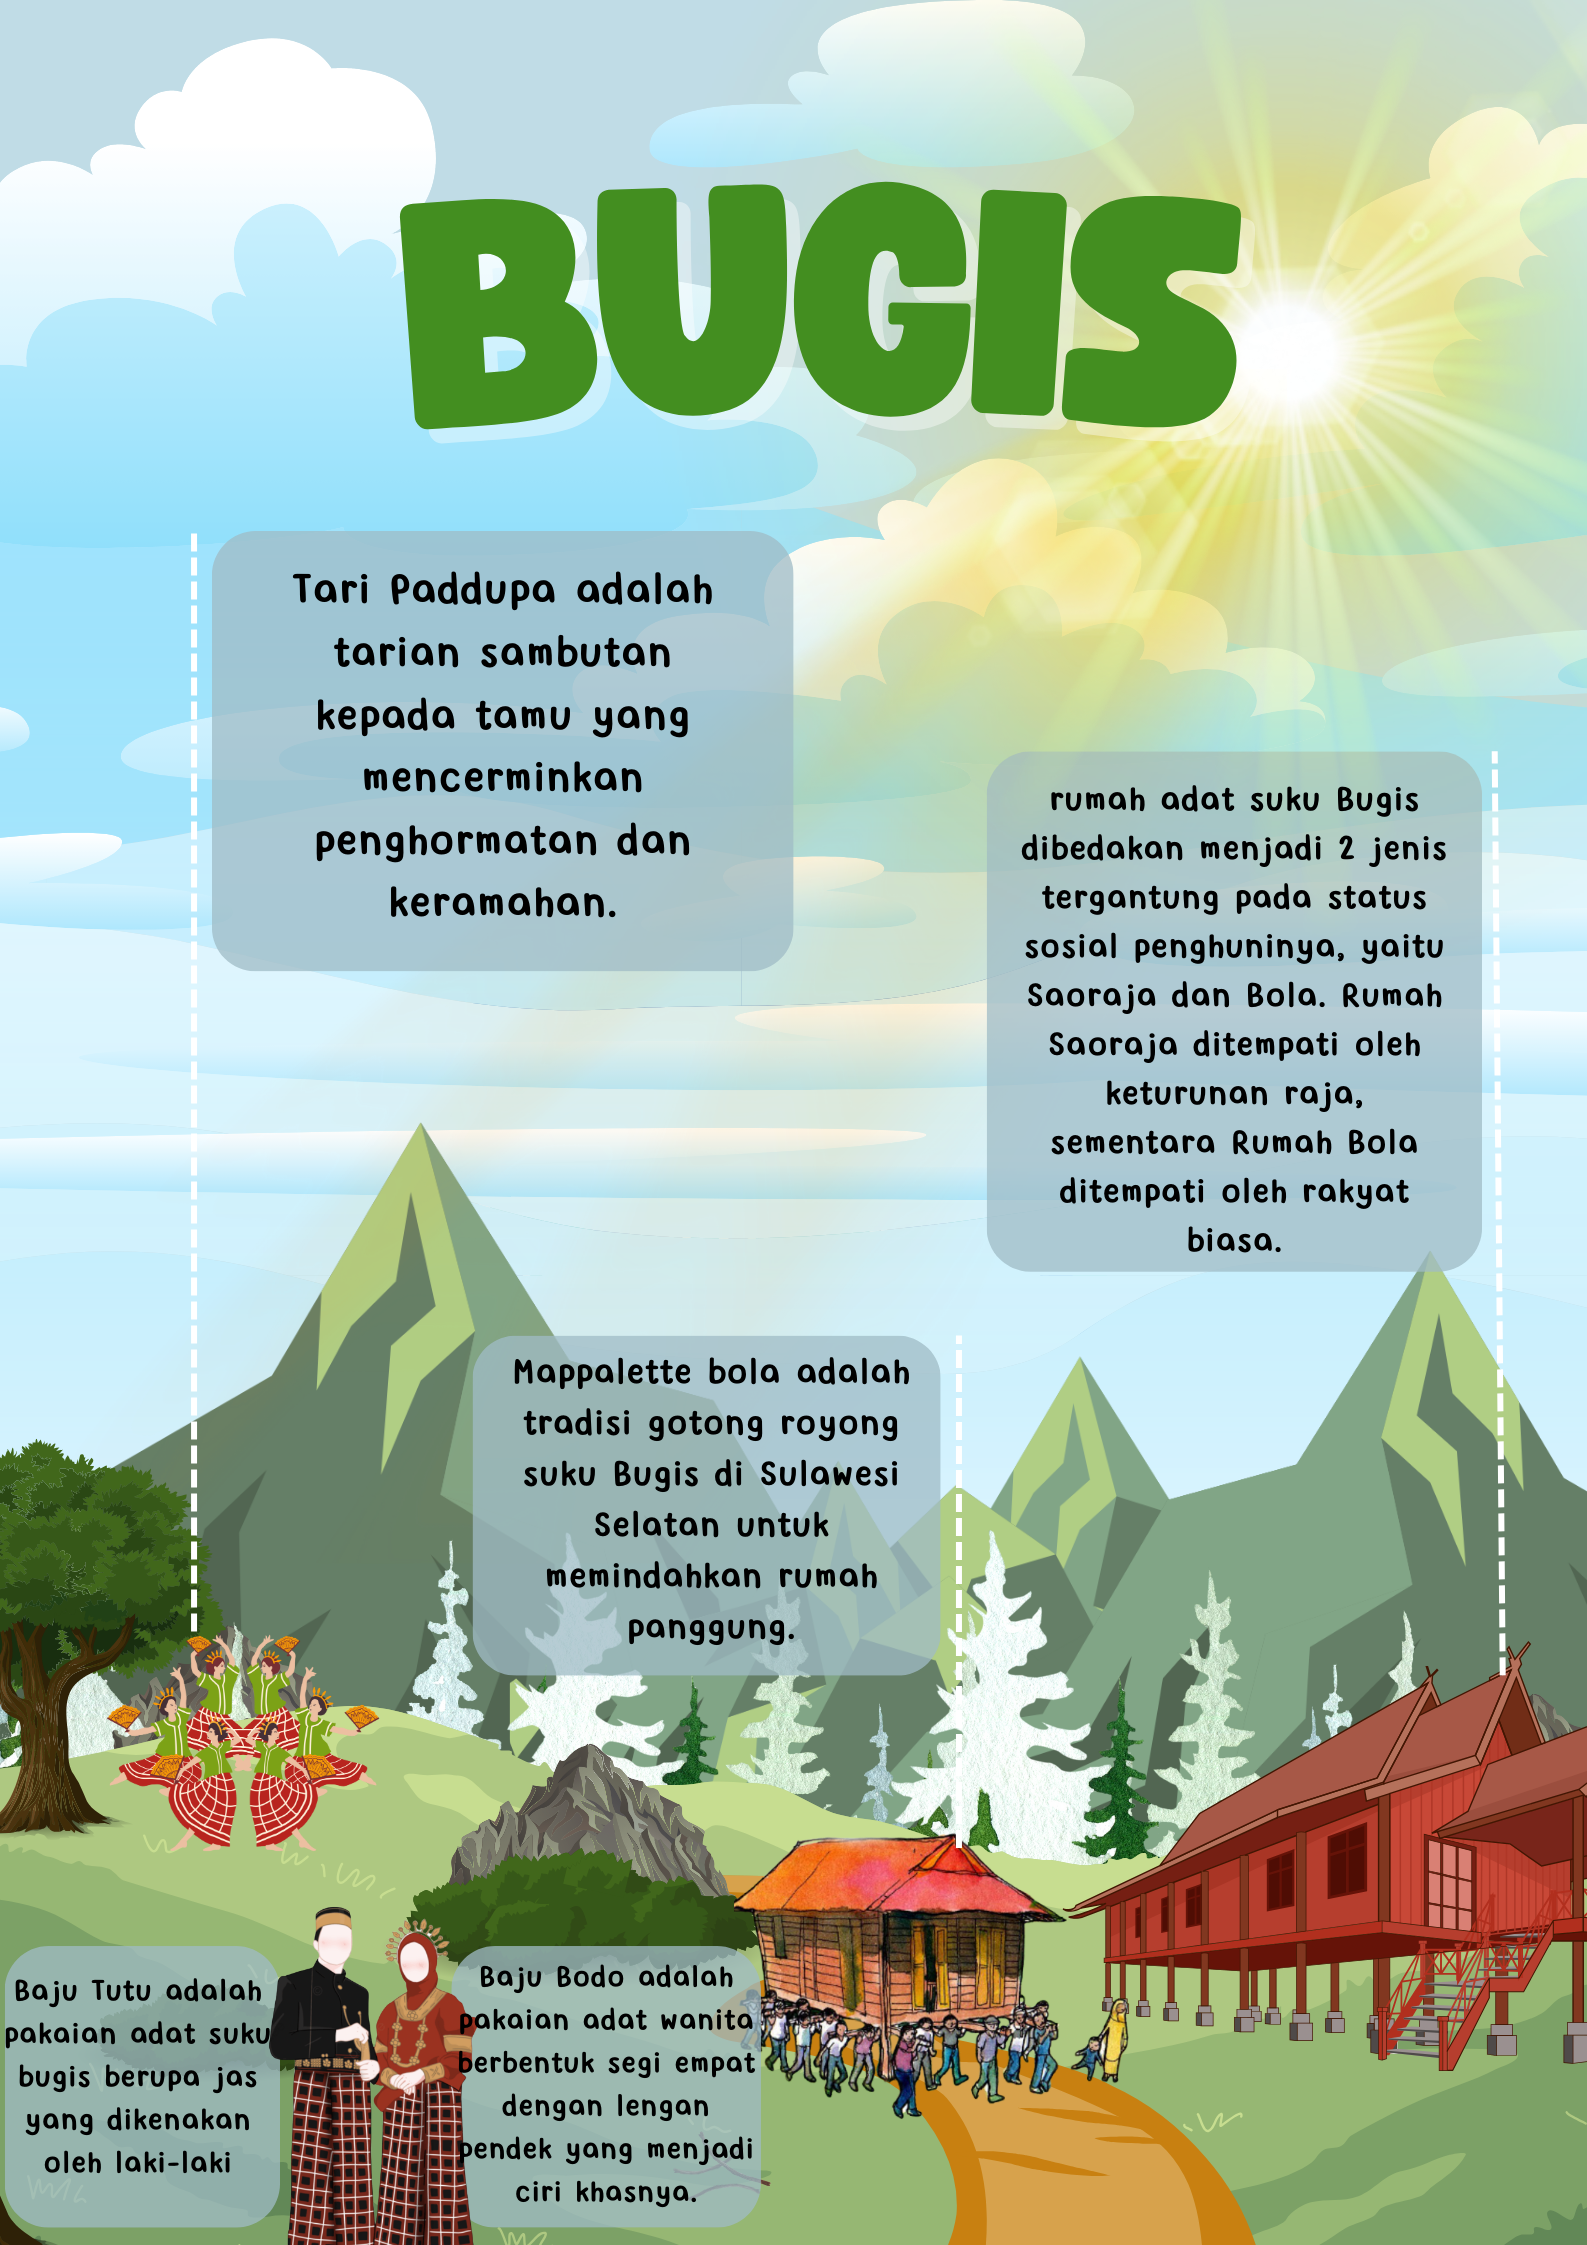 BUGIS
Tari Paddupa adalah
tarian sambutan
kepada tamu yang
mencerminkan
penghormatan dan
keramahan.
rumah adat suku Bugis
dibedakan menjadi 2 jenis
tergantung pada status
sosial penghuninya, yaitu
Saoraja dan Bola. Rumah
Saoraja ditempati oleh
keturunan raja,
sementara Rumah Bola
ditempati oleh rakyat
biasa.
Mappalette bola adalah
tradisi gotong royong
suku Bugis di Sulawesi
Selatan untuk
memindahkan rumah
panggung.
Baju Tutu adalah
pakaian adat suku
bugis berupa jas
yang dikenakan
oleh laki-laki
Baju Bodo adalah
pakaian adat wanita
berbentuk segi empat
dengan lengan
pendek yang menjadi
ciri khasnya.